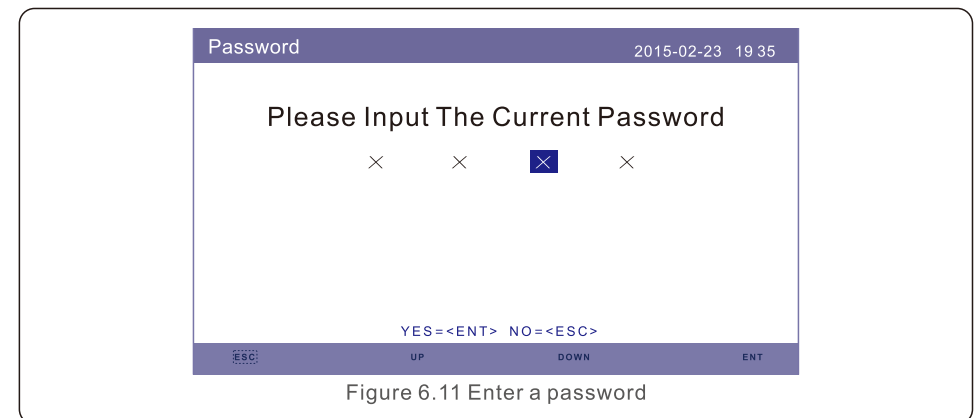 Password 2015-02-23 19 35
Please Input The Current Password
× × × ×
YES=<ENT> NO=<ESC>
ESC UP DOWN ENT
Figure 6.11 Enter a password